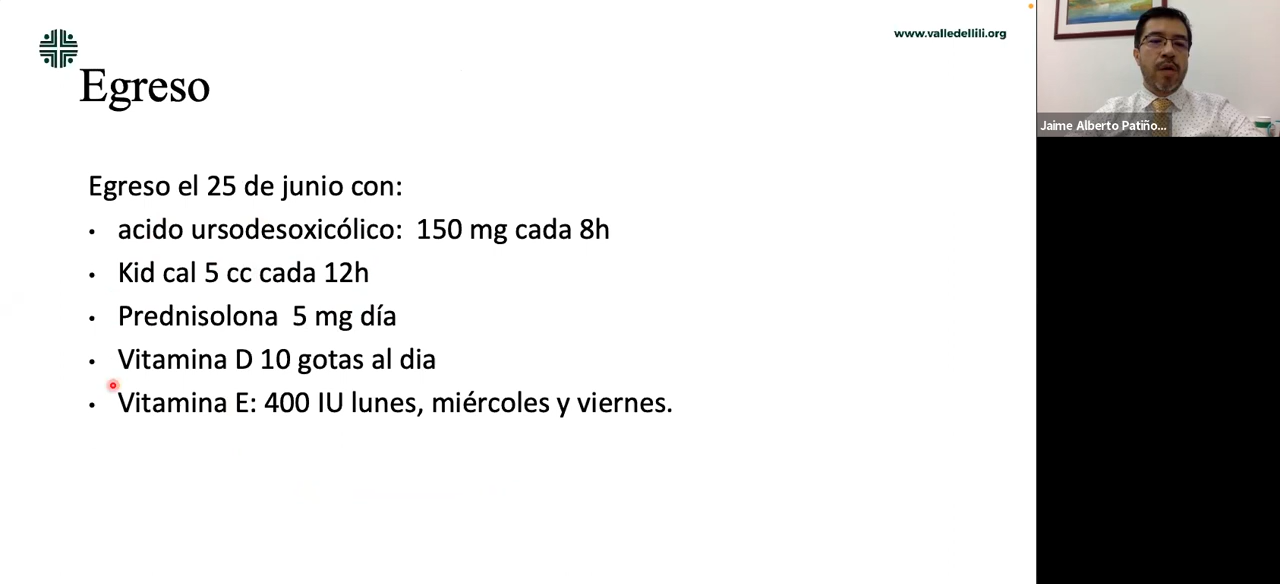 www.valledellili.org
Egreso
Egreso el 25 de junio con:
• acido ursodesoxicólico:  150 mg cada 8h
• Kid cal 5 cc cada 12h
• Prednisolona  5 mg día
• Vitamina D 10 gotas al dia
• Vitamina E: 400 IU lunes, miércoles y viernes.
Jaime Alberto Patiño...